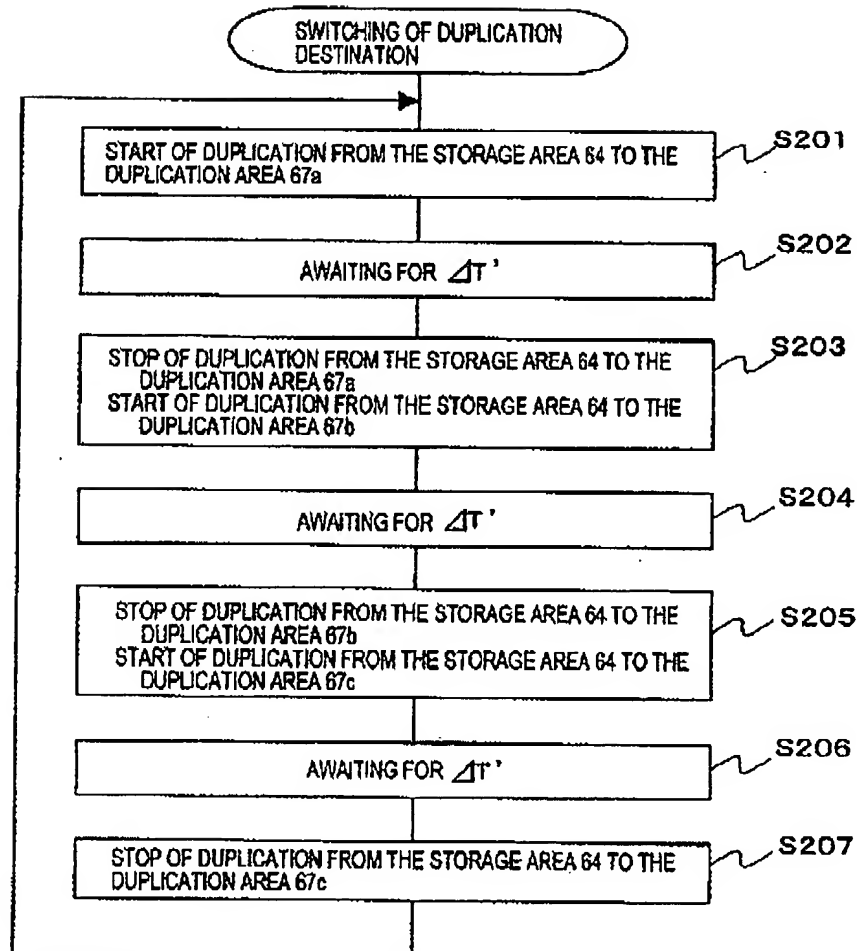 SWITCHING OF DUPLICATION
DESTINATION
START OF DUPLICATION FROM THE STORAGE AREA 64 TO THE
DUPLICATION AREA 67a
S201
AWAITING FOR ΔT'
S202
STOP OF DUPLICATION FROM THE STORAGE AREA 64 TO THE
DUPLICATION AREA 67a
START OF DUPLICATION FROM THE STORAGE AREA 64 TO THE
DUPLICATION AREA 67b
S203
AWAITING FOR ΔT'
S204
STOP OF DUPLICATION FROM THE STORAGE AREA 64 TO THE
DUPLICATION AREA 67b
START OF DUPLICATION FROM THE STORAGE AREA 64 TO THE
DUPLICATION AREA 67c
S205
AWAITING FOR ΔT'
S206
STOP OF DUPLICATION FROM THE STORAGE AREA 64 TO THE
DUPLICATION AREA 67c
S207